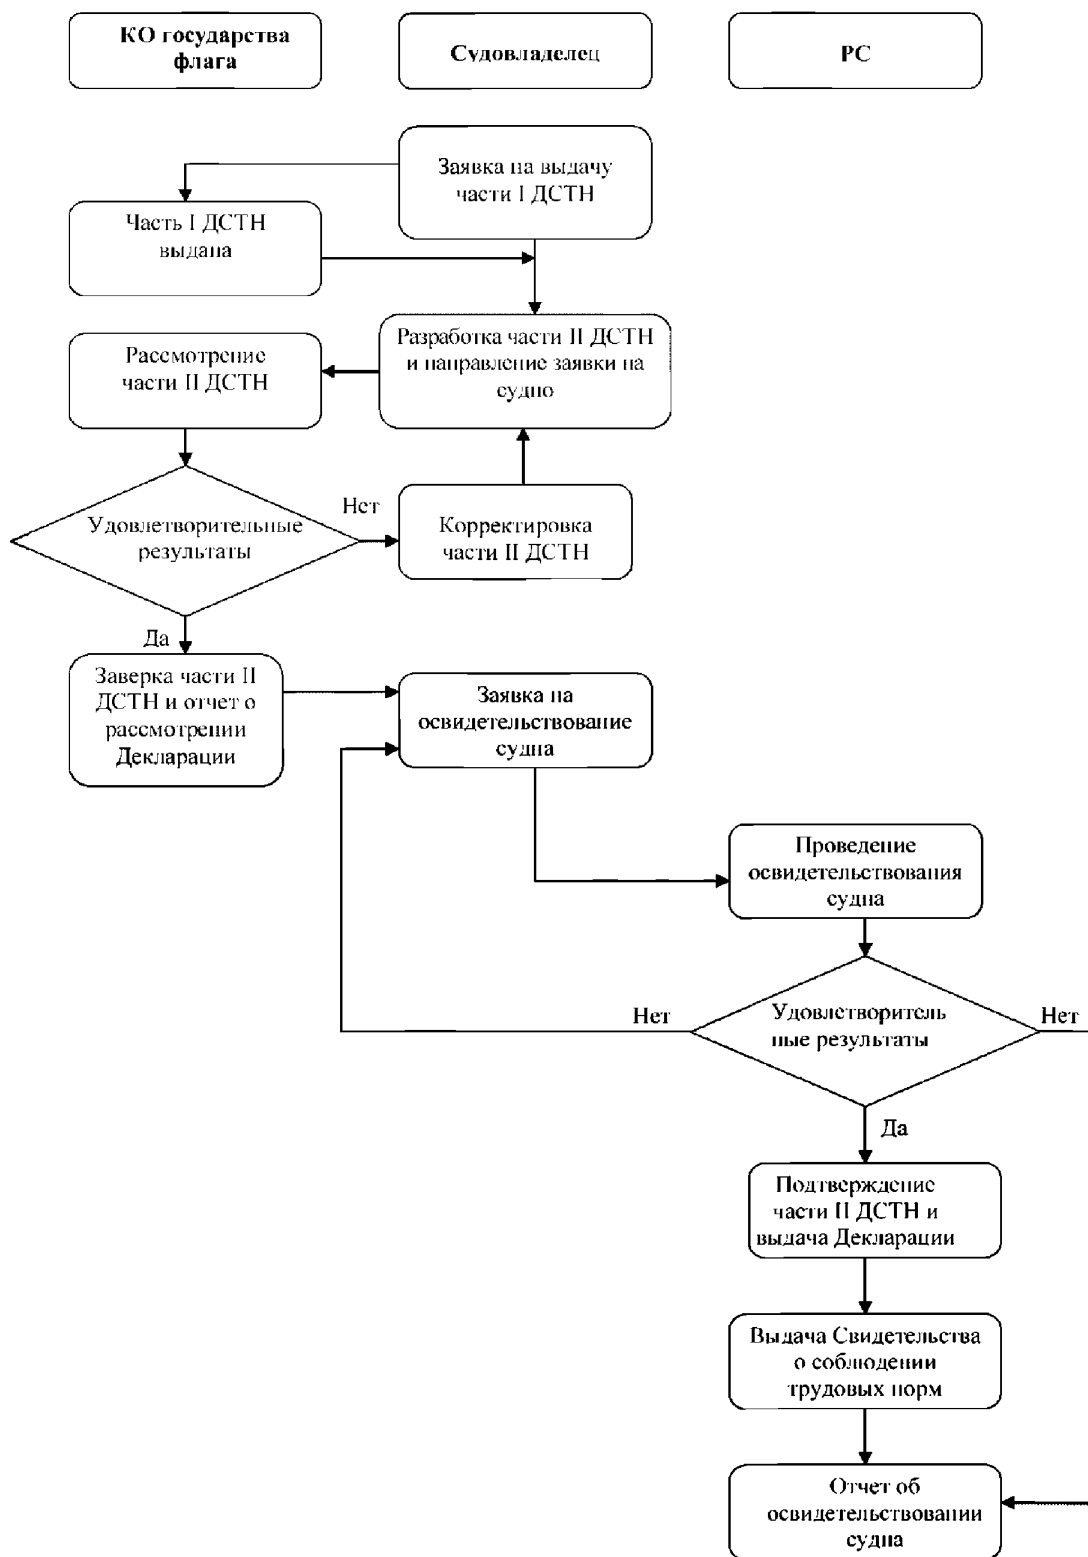 КО государства
флага
Судовладелец
РС
Заявка на выдачу
части I ДСТН
Часть I ДСТН
выдана
Разработка части II ДСТН
и направление заявки на
судно
Рассмотрение
части II ДСТН
Удовлетворительные
результаты
Нет
Корректировка
части II ДСТН
Да
Заверка части II
ДСТН и отчет о
рассмотрении
Декларации
Заявка на
освидетельствование
судна
Проведение
освидетельствования
судна
Нет
Удовлетворитель
ные результаты
Нет
Да
Подтверждение
части II ДСТН и
выдача Декларации
Выдача Свидетельства
о соблюдении
трудовых норм
Отчет об
освидетельствовании
судна